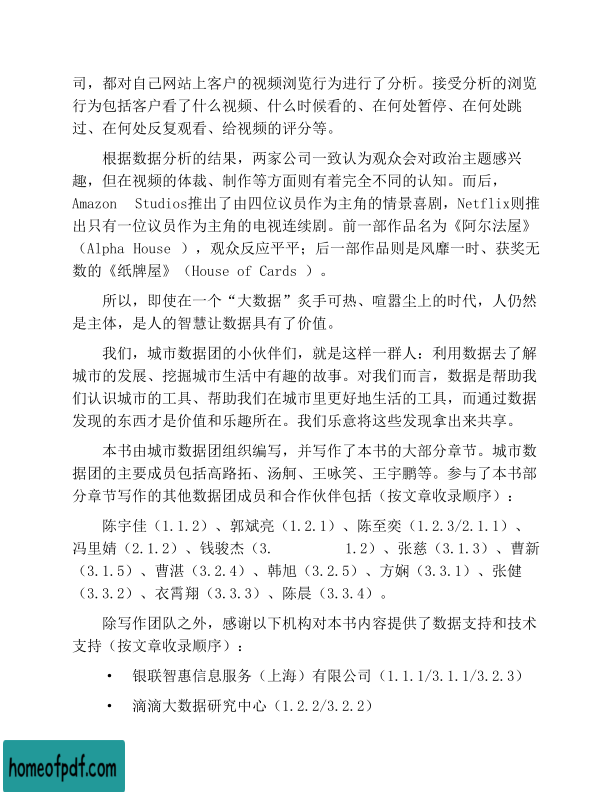 司，都对自己网站上客户的视频浏览行为进行了分析。接受分析的浏览
行为包括客户看了什么视频、什么时候看的、在何处暂停、在何处跳
过、在何处反复观看、给视频的评分等。
根据数据分析的结果，两家公司一致认为观众会对政治主题感兴
趣，但在视频的体裁、制作等方面则有着完全不同的认知。而后，
Amazon Studios推出了由四位议员作为主角的情景喜剧，Netflix则推
出只有一位议员作为主角的电视连续剧。前一部作品名为《阿尔法屋》
（Alpha House ），观众反应平平；后一部作品则是风靡一时、获奖无
数的《纸牌屋》（House of Cards ）。
所以，即使在一个“大数据”炙手可热、喧嚣尘上的时代，人仍然
是主体，是人的智慧让数据具有了价值。
我们，城市数据团的小伙伴们，就是这样一群人：利用数据去了解
城市的发展、挖掘城市生活中有趣的故事。对我们而言，数据是帮助我
们认识城市的工具、帮助我们在城市里更好地生活的工具，而通过数据
发现的东西才是价值和乐趣所在。我们乐意将这些发现拿出来共享。
本书由城市数据团组织编写，并写作了本书的大部分章节。城市数
据团的主要成员包括高路拓、汤舸、王咏笑、王宇鹏等。参与了本书部
分章节写作的其他数据团成员和合作伙伴包括（按文章收录顺序）：
陈宇佳（1.1.2）、郭斌亮（1.2.1）、陈至奕（1.2.3/2.1.1）、
冯里婧（2.1.2）、钱骏杰（3. 1.2）、张慈（3.1.3）、曹新
（3.1.5）、曹湛（3.2.4）、韩旭（3.2.5）、方娴（3.3.1）、张健
（3.3.2）、衣霄翔（3.3.3）、陈晨（3.3.4）。
除写作团队之外，感谢以下机构对本书内容提供了数据支持和技术
支持（按文章收录顺序）：
• 银联智惠信息服务（上海）有限公司（1.1.1/3.1.1/3.2.3）
• 滴滴大数据研究中心（1.2.2/3.2.2）
homeofpdf.com